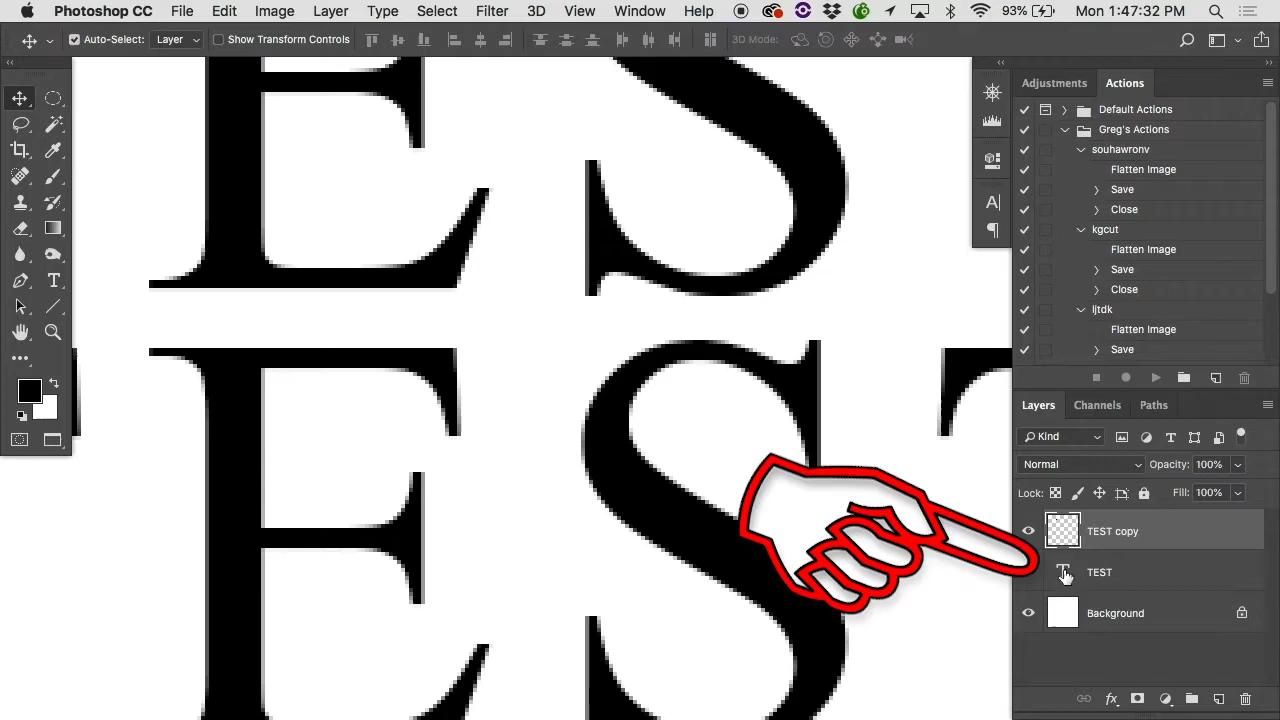 Photoshop CC File Edit Image Layer Type Select Filter 3D View Window Help 93% Mon 1:47:32 PM
Auto-Select: Layer Show Transform Controls 3D Mode:
E S
E S T
E S
Adjustments Actions
Default Actions
Greg's Actions
souhawronv
Flatten Image
Save
Close
kgcut
Flatten Image
Save
Close
ljtdk
Flatten Image
Save
Layers Channels Paths
Kind
Normal Opacity: 100%
Lock: Fill: 100%
TEST copy
TEST
Background